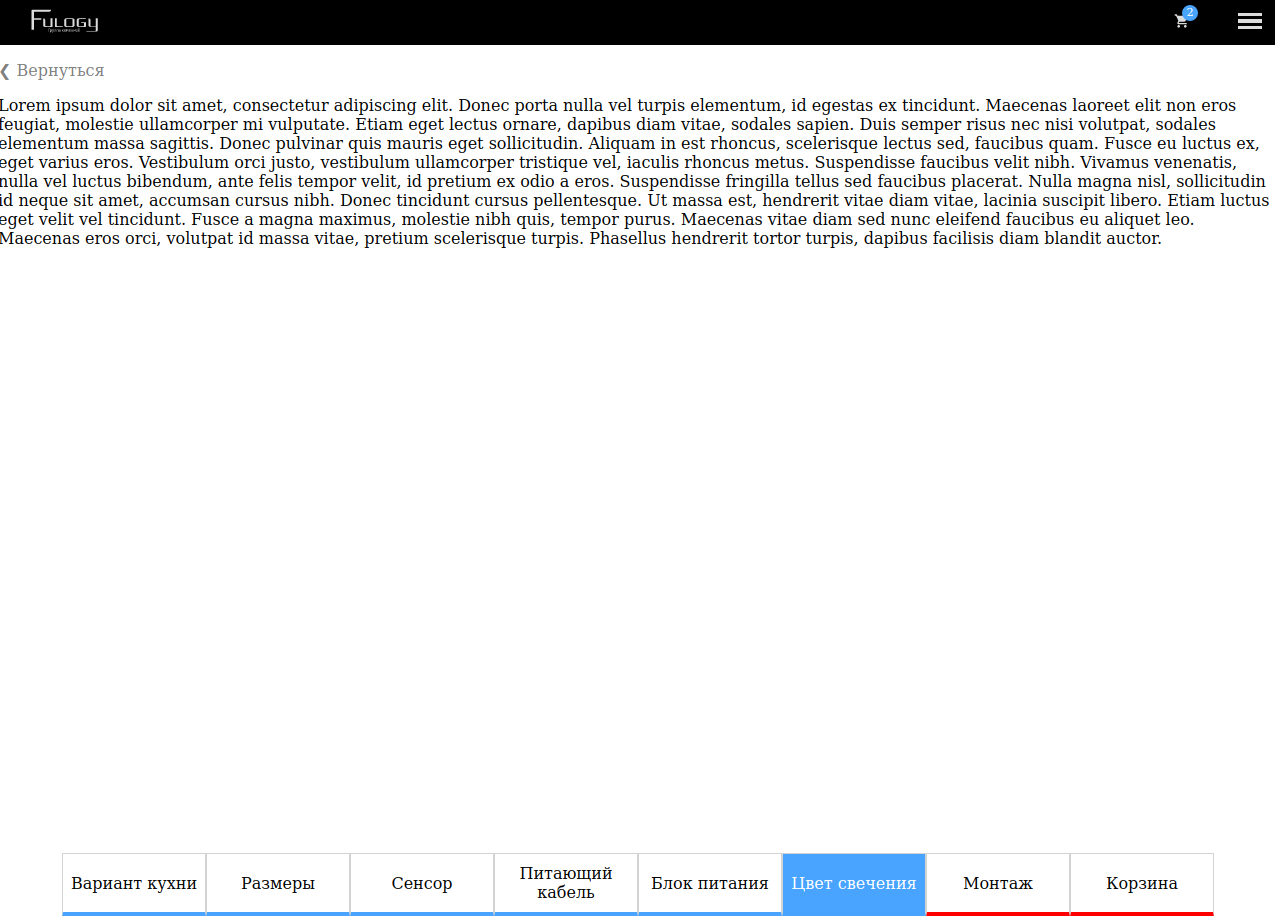 FULOGY
2
❮ Вернуться
Lorem ipsum dolor sit amet, consectetur adipiscing elit. Donec porta nulla vel turpis elementum, id egestas ex tincidunt. Maecenas laoreet elit non eros
feugiat, molestie ullamcorper mi vulputate. Etiam eget lectus ornare, dapibus diam vitae, sodales sapien. Duis semper risus nec nisi volutpat, sodales
elementum massa sagittis. Donec pulvinar quis mauris eget sollicitudin. Aliquam in est rhoncus, scelerisque lectus sed, faucibus quam. Fusce eu luctus ex,
eget varius eros. Vestibulum orci justo, vestibulum ullamcorper tristique vel, iaculis rhoncus metus. Suspendisse faucibus velit nibh. Vivamus venenatis,
nulla vel luctus bibendum, ante felis tempor velit, id pretium ex odio a eros. Suspendisse fringilla tellus sed faucibus placerat. Nulla magna nisl, sollicitudin
id neque sit amet, accumsan cursus nibh. Donec tincidunt cursus pellentesque. Ut massa est, hendrerit vitae diam vitae, lacinia suscipit libero. Etiam luctus
eget velit vel tincidunt. Fusce a magna maximus, molestie nibh quis, tempor purus. Maecenas vitae diam sed nunc eleifend faucibus eu aliquet leo.
Maecenas eros orci, volutpat id massa vitae, pretium scelerisque turpis. Phasellus hendrerit tortor turpis, dapibus facilisis diam blandit auctor.
Вариант кухни
Размеры
Сенсор
Питающий
кабель
Блок питания
Цвет свечения
Монтаж
Корзина